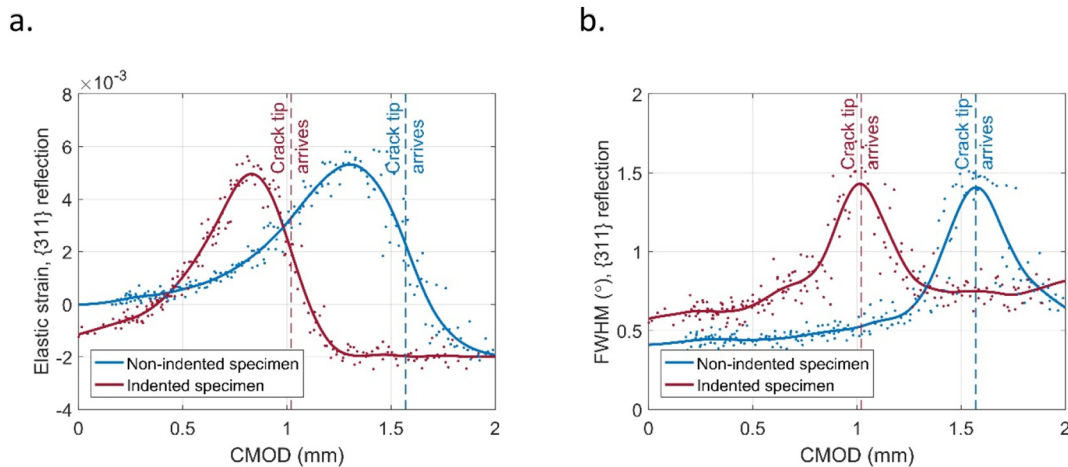 a.
×10⁻³
8
6
4
2
0
-2
-4
Elastic strain, {311} reflection
Crack tip
arrives
Crack tip
arrives
Non-indented specimen
Indented specimen
0
0.5
1
1.5
2
CMOD (mm)
b.
2
1.5
1
0.5
0
FWHM (°), {311} reflection
Crack tip
arrives
Crack tip
arrives
Non-indented specimen
Indented specimen
0
0.5
1
1.5
2
CMOD (mm)